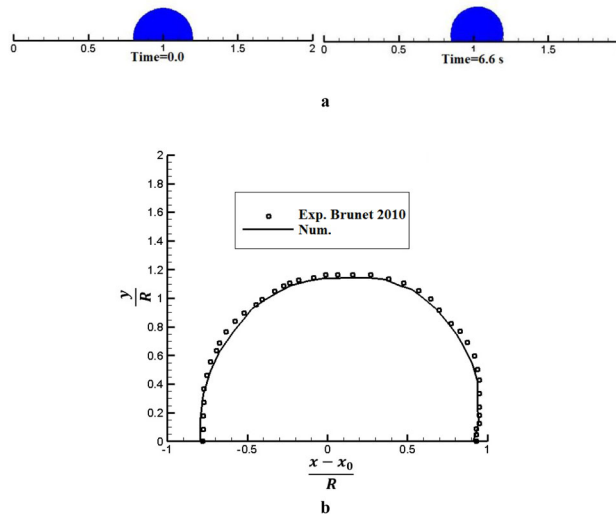 0 0.5 1 1.5 2
Time=0.0
0 0.5 1 1.5
Time=6.6 s
a
2
1.8
1.6
1.4
1.2
1
0.8
0.6
0.4
0.2
0
y/R
Exp. Brunet 2010
Num.
-1 -0.5 0 0.5 1
x − x₀
R
b